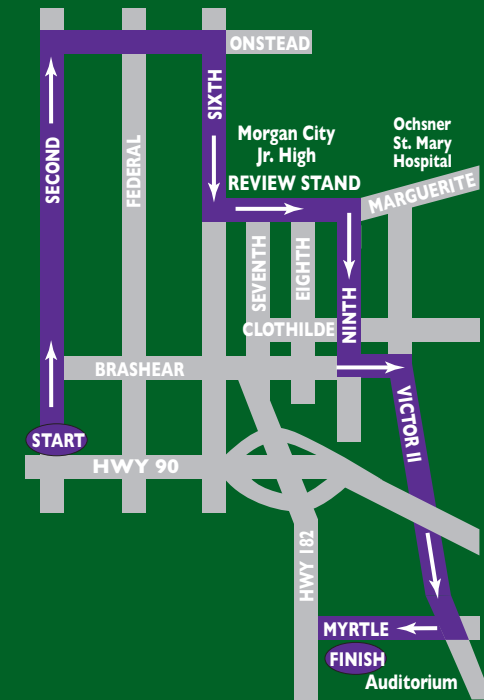 ONSTEAD
SIXTH
SECOND
FEDERAL
Morgan City
Jr. High
REVIEW STAND
Ochsner
St. Mary
Hospital
MARGUERITE
SEVENTH
EIGHTH
NINTH
CLOTHILDE
BRASHEAR
VICTOR II
START
HWY 90
HWY 182
MYRTLE
FINISH
Auditorium